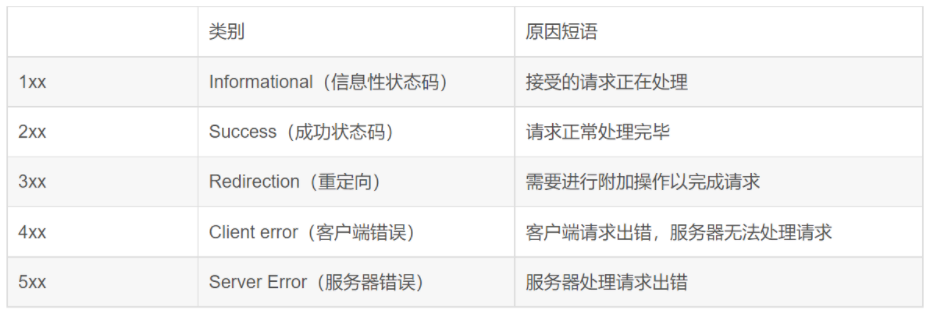 类别 原因短语
1xx Informational（信息性状态码） 接受的请求正在处理
2xx Success（成功状态码） 请求正常处理完毕
3xx Redirection（重定向） 需要进行附加操作以完成请求
4xx Client error（客户端错误） 客户端请求出错，服务器无法处理请求
5xx Server Error（服务器错误） 服务器处理请求出错